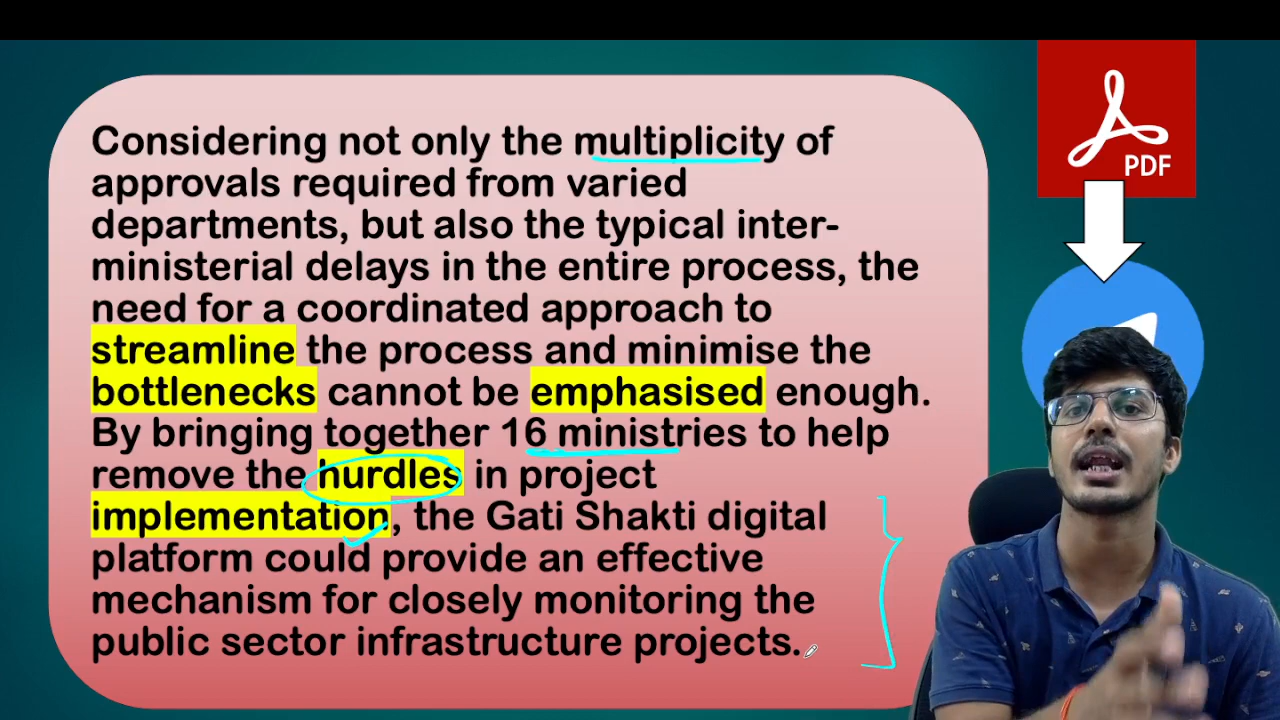 Considering not only the multiplicity of
approvals required from varied
departments, but also the typical inter-
ministerial delays in the entire process, the
need for a coordinated approach to
streamline the process and minimise the
bottlenecks cannot be emphasised enough.
By bringing together 16 ministries to help
remove the hurdles in project
implementation, the Gati Shakti digital
platform could provide an effective
mechanism for closely monitoring the
public sector infrastructure projects.
PDF